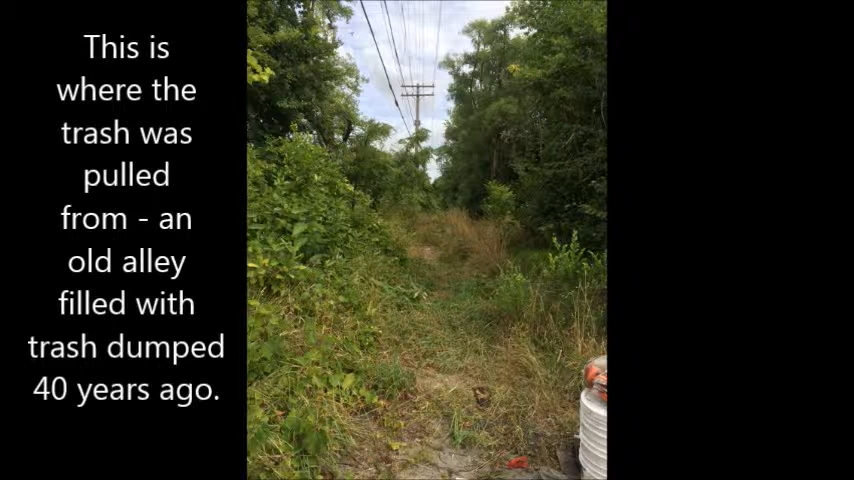 This is
where the
trash was
pulled
from - an
old alley
filled with
trash dumped
40 years ago.